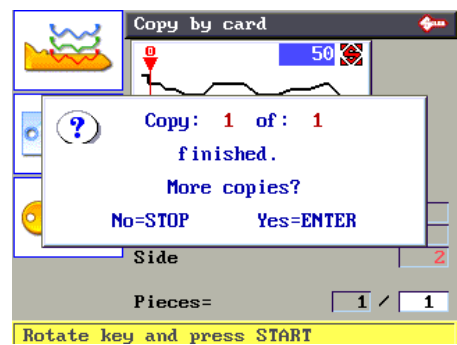 Copy by card
0
50 S
Copy: 1 of: 1
finished.
More copies?
No=STOP Yes=ENTER
Side 2
Pieces= 1 / 1
Rotate key and press START